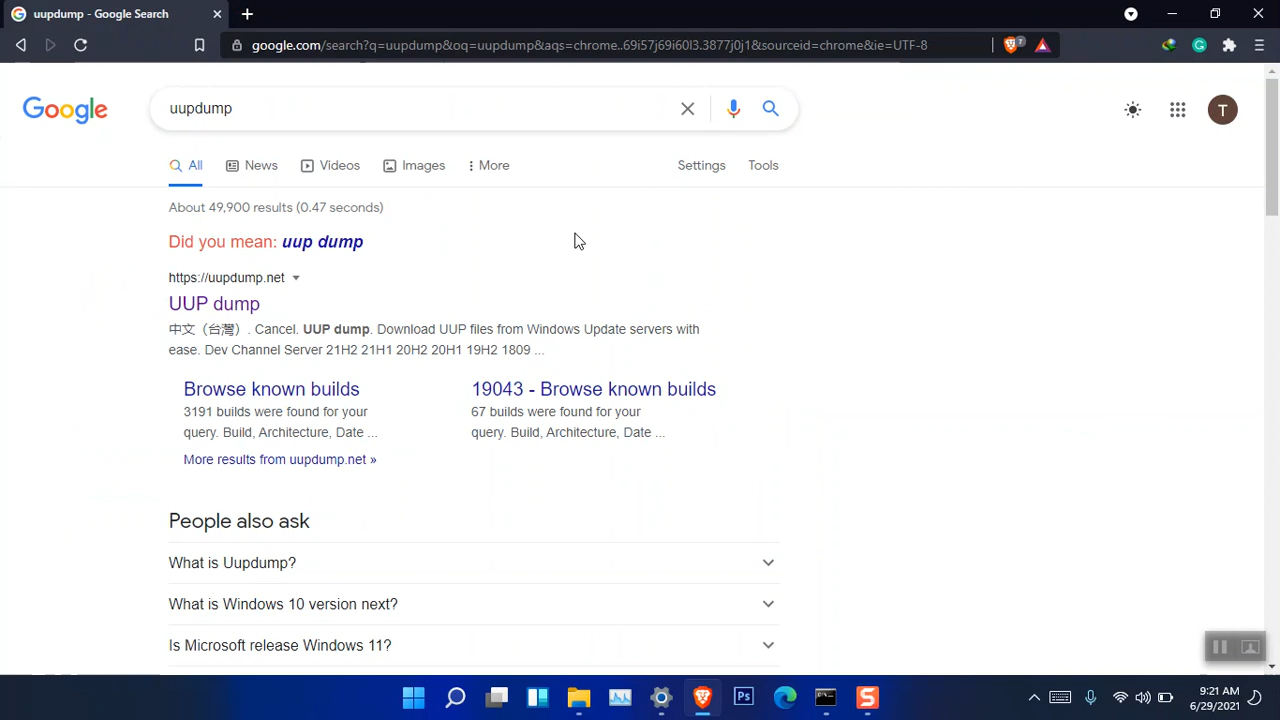 uupdump - Google Search
google.com/search?q=uupdump&oq=uupdump&aqs=chrome..69i57j69i60l3.3877j0j1&sourceid=chrome&ie=UTF-8
7
Google
uupdump
T
All
News
Videos
Images
More
Settings
Tools
About 49,900 results (0.47 seconds)
Did you mean: uup dump
https://uupdump.net
UUP dump
中文（台灣）. Cancel. UUP dump. Download UUP files from Windows Update servers with
ease. Dev Channel Server 21H2 21H1 20H2 20H1 19H2 1809 ...
Browse known builds
3191 builds were found for your
query. Build, Architecture, Date ...
19043 - Browse known builds
67 builds were found for your
query. Build, Architecture, Date ...
More results from uupdump.net »
People also ask
What is Uupdump?
What is Windows 10 version next?
Is Microsoft release Windows 11?
Ps
S
9:21 AM
6/29/2021